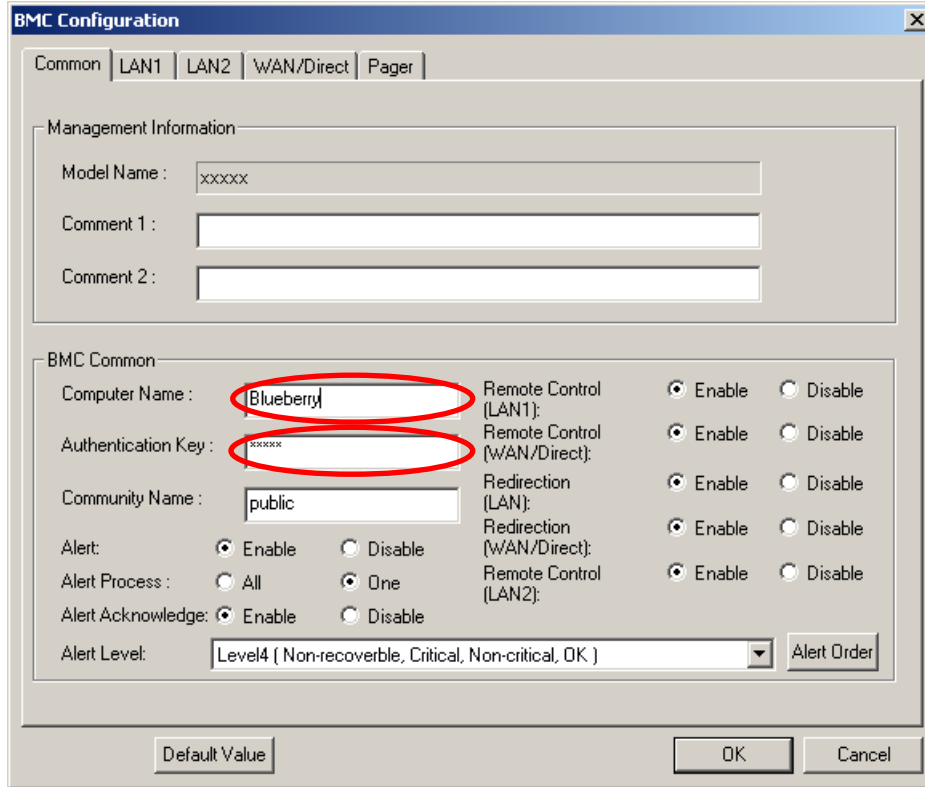 BMC Configuration
Common LAN1 LAN2 WAN/Direct Pager
Management Information
Model Name : xxxxx
Comment 1 :
Comment 2 :
BMC Common
Computer Name : Blueberry
Authentication Key : *****
Community Name : public
Alert: Enable Disable
Alert Process : All One
Alert Acknowledge: Enable Disable
Remote Control (LAN1): Enable Disable
Remote Control (WAN/Direct): Enable Disable
Redirection (LAN): Enable Disable
Redirection (WAN/Direct): Enable Disable
Remote Control (LAN2): Enable Disable
Alert Level: Level4 ( Non-recoverble, Critical, Non-critical, OK ) Alert Order
Default Value OK Cancel